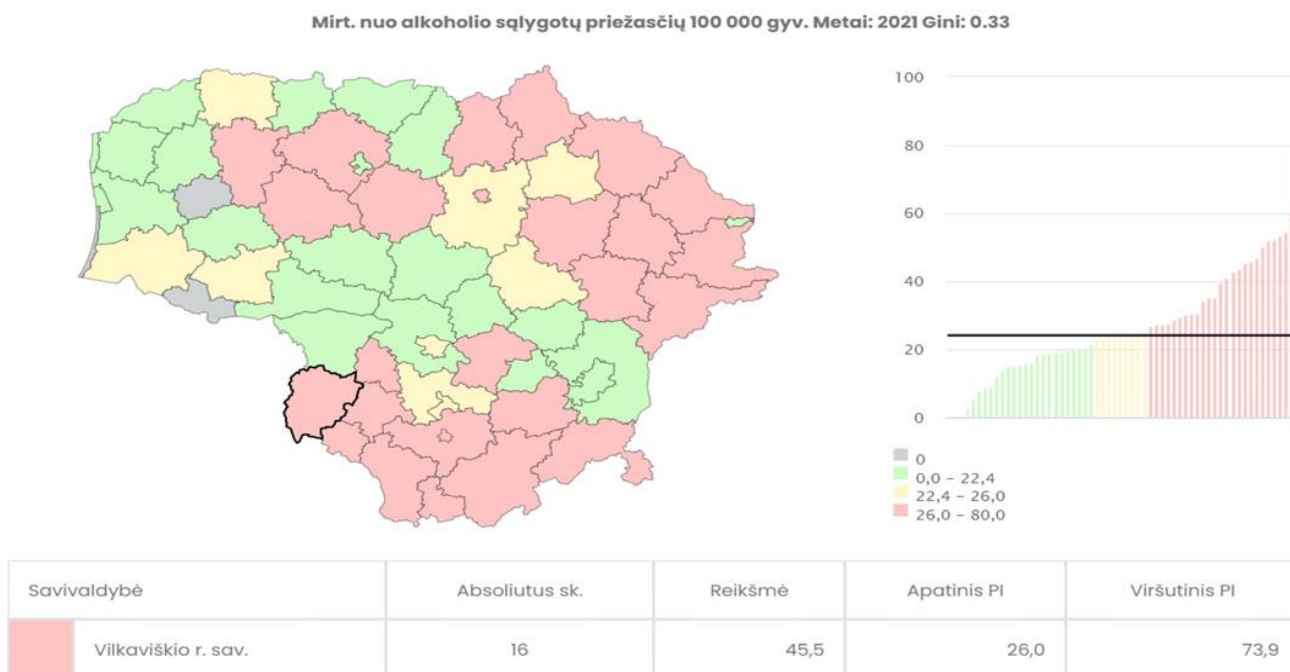 Mirt. nuo alkoholio sąlygotų priežasčių 100 000 gyv. Metai: 2021 Gini: 0.33
100
80
60
40
20
0
0
0,0 – 22,4
22,4 – 26,0
26,0 – 80,0
Savivaldybė Absoliutus sk. Reikšmė Apatinis PI Viršutinis PI
Vilkaviškio r. sav. 16 45,5 26,0 73,9